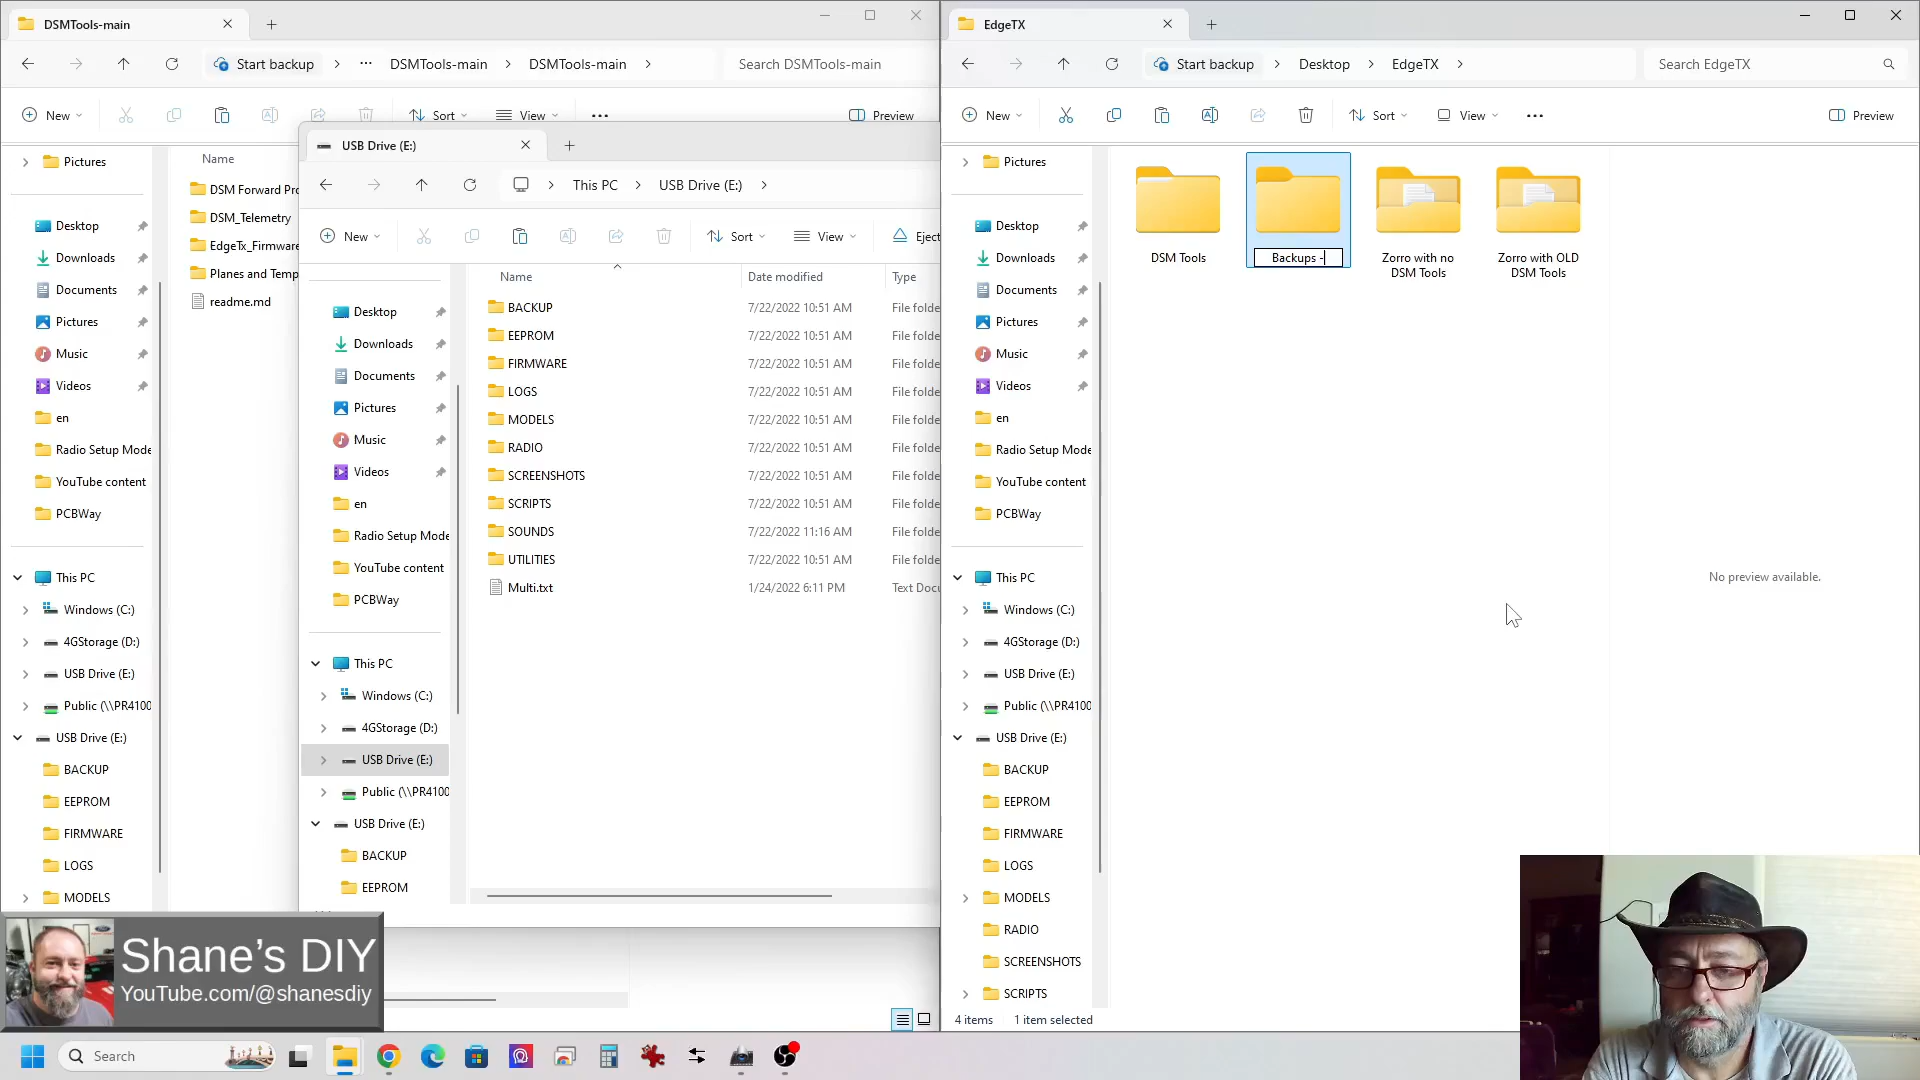 DSMTools-main
Start backup
DSMTools-main
DSMTools-main
Search DSMTools-main
New
Sort
View
Preview
Pictures
Desktop
Downloads
Documents
Pictures
Music
Videos
en
Radio Setup Mode
YouTube content
PCBWay
This PC
Windows (C:)
4GStorage (D:)
USB Drive (E:)
Public (\\PR4100
USB Drive (E:)
BACKUP
EEPROM
FIRMWARE
LOGS
MODELS
Name
DSM Forward Pro
DSM_Telemetry
EdgeTx_Firmware
Planes and Temp
readme.md
USB Drive (E:)
This PC
USB Drive (E:)
New
Sort
View
Eject
Desktop
Downloads
Documents
Pictures
Music
Videos
en
Radio Setup Mode
YouTube content
PCBWay
This PC
Windows (C:)
4GStorage (D:)
USB Drive (E:)
Public (\\PR4100
USB Drive (E:)
BACKUP
EEPROM
Name Date modified Type
BACKUP 7/22/2022 10:51 AM File folde
EEPROM 7/22/2022 10:51 AM File folde
FIRMWARE 7/22/2022 10:51 AM File folde
LOGS 7/22/2022 10:51 AM File folde
MODELS 7/22/2022 10:51 AM File folde
RADIO 7/22/2022 10:51 AM File folde
SCREENSHOTS 7/22/2022 10:51 AM File folde
SCRIPTS 7/22/2022 10:51 AM File folde
SOUNDS 7/22/2022 11:16 AM File folde
UTILITIES 7/22/2022 10:51 AM File folde
Multi.txt 1/24/2022 6:11 PM Text Docu
EdgeTX
Start backup
Desktop
EdgeTX
Search EdgeTX
New
Sort
View
Preview
Pictures
Desktop
Downloads
Documents
Pictures
Music
Videos
en
Radio Setup Mode
YouTube content
PCBWay
This PC
Windows (C:)
4GStorage (D:)
USB Drive (E:)
Public (\\PR4100
USB Drive (E:)
BACKUP
EEPROM
FIRMWARE
LOGS
MODELS
RADIO
SCREENSHOTS
SCRIPTS
DSM Tools
Backups -
Zorro with no
DSM Tools
Zorro with OLD
DSM Tools
No preview available.
4 items 1 item selected
Shane's DIY
YouTube.com/@shanesdiy
Search